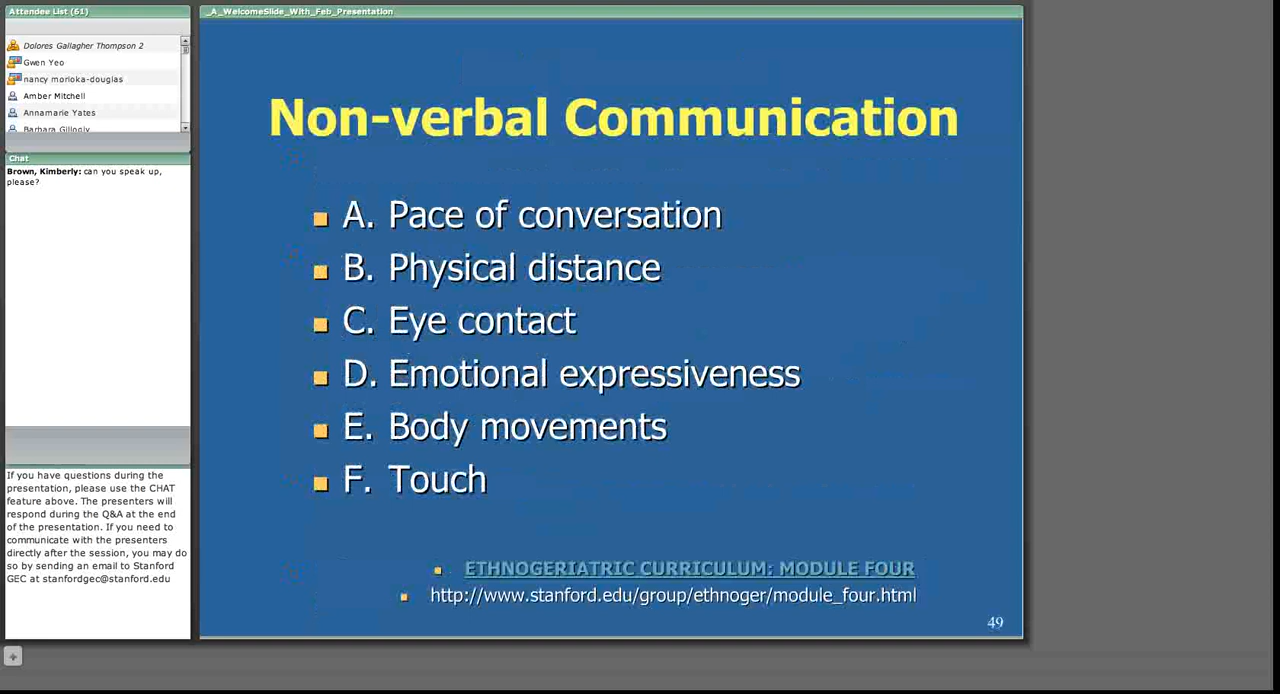 Attendee List (61)
Dolores Gallagher Thompson 2
Gwen Yeo
nancy morioka-douglas
Amber Mitchell
Annamarie Yates
Barbara Gillogly
Chat
Brown, Kimberly: can you speak up,
please?
If you have questions during the
presentation, please use the CHAT
feature above. The presenters will
respond during the Q&A at the end
of the presentation. If you need to
communicate with the presenters
directly after the session, you may do
so by sending an email to Stanford
GEC at stanfordgec@stanford.edu
_A_WelcomeSlide_With_Feb_Presentation
Non-verbal Communication
A. Pace of conversation
B. Physical distance
C. Eye contact
D. Emotional expressiveness
E. Body movements
F. Touch
ETHNOGERIATRIC CURRICULUM: MODULE FOUR
http://www.stanford.edu/group/ethnoger/module_four.html
49